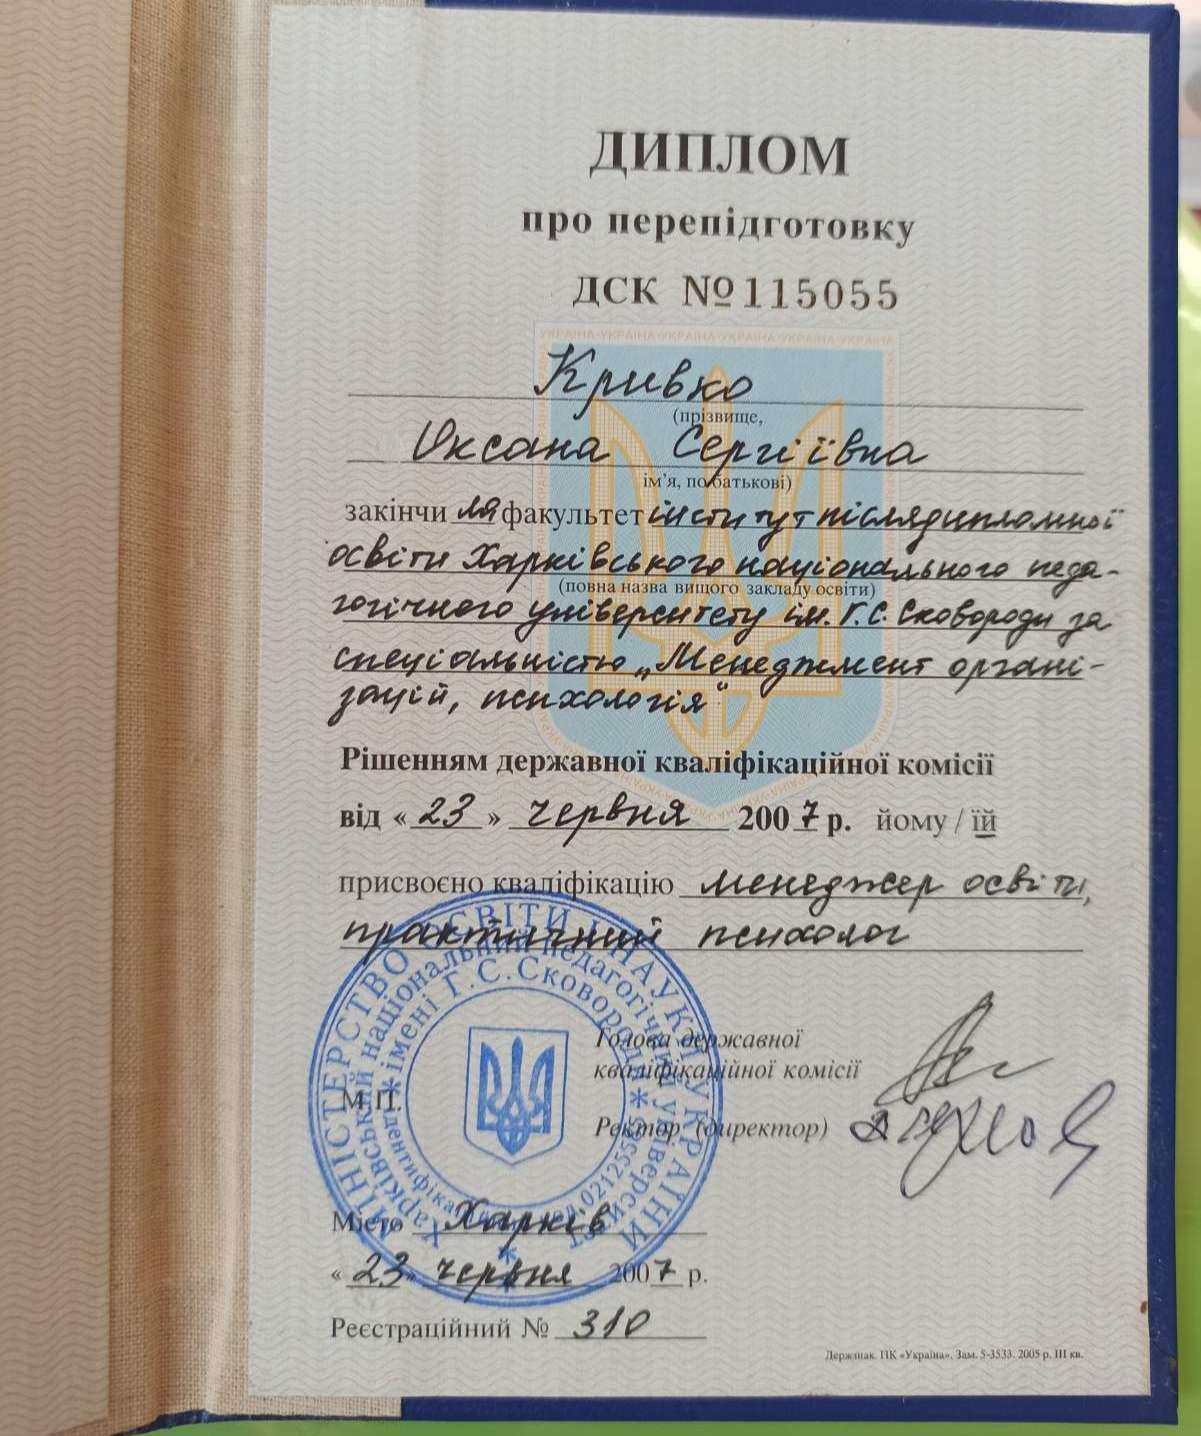 ДИПЛОМ
про перепідготовку
ДСК №115055
Кривко
(прізвище,
Оксана Сергіївна
ім’я, по батькові)
закінчила факультет інститут післядипломної
освіти Харківського національного педа-
(повна назва вищого закладу освіти)
гогічного університету ім. Г.С. Сковороди за
спеціальністю „Менеджмент органі-
зацій, психологія"
Рішенням державної кваліфікаційної комісії
від «23» червня 2007 р. йому / їй
присвоєно кваліфікацію менеджер освіти,
практичний психолог
МІНІСТЕРСТВО ОСВІТИ І НАУКИ УКРАЇНИ
Харківський національний педагогічний університет
імені Г.С.Сковороди
Голова державної
кваліфікаційної комісії
М.П.
Ректор (директор)
Місто Харків
«23» червня 2007 р.
Реєстраційний № 310
Держзнак. ПК «Україна». Зам. 5-3533. 2005 р. III кв.